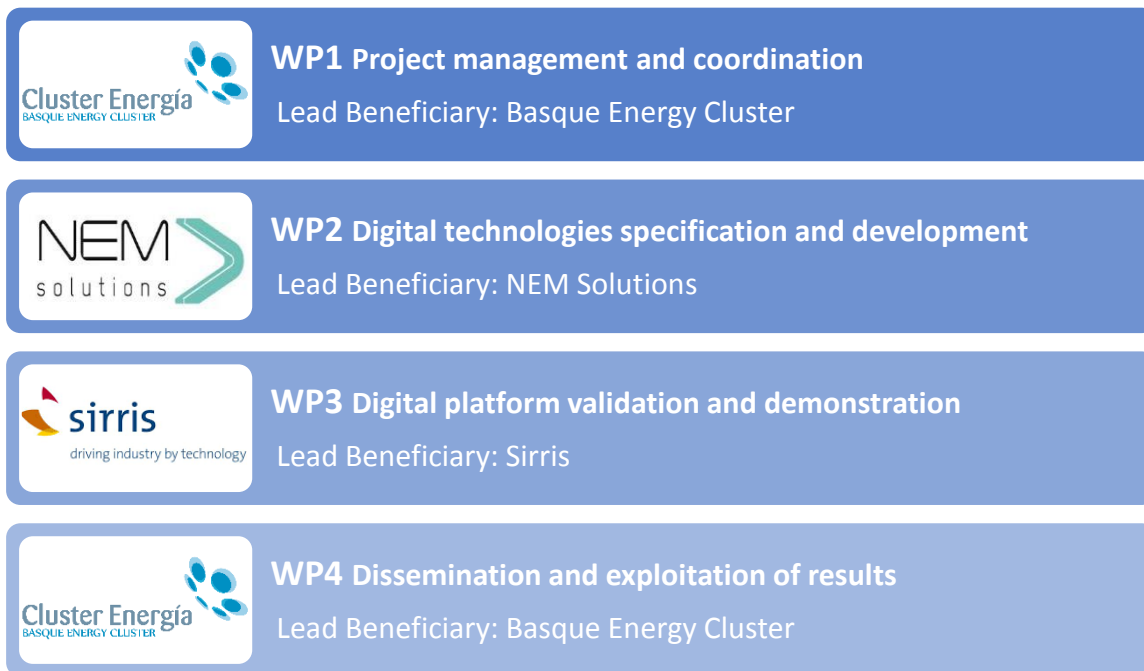 Cluster Energía
BASQUE ENERGY CLUSTER
WP1 Project management and coordination
Lead Beneficiary: Basque Energy Cluster
NEM
solutions
WP2 Digital technologies specification and development
Lead Beneficiary: NEM Solutions
sirris
driving industry by technology
WP3 Digital platform validation and demonstration
Lead Beneficiary: Sirris
Cluster Energía
BASQUE ENERGY CLUSTER
WP4 Dissemination and exploitation of results
Lead Beneficiary: Basque Energy Cluster